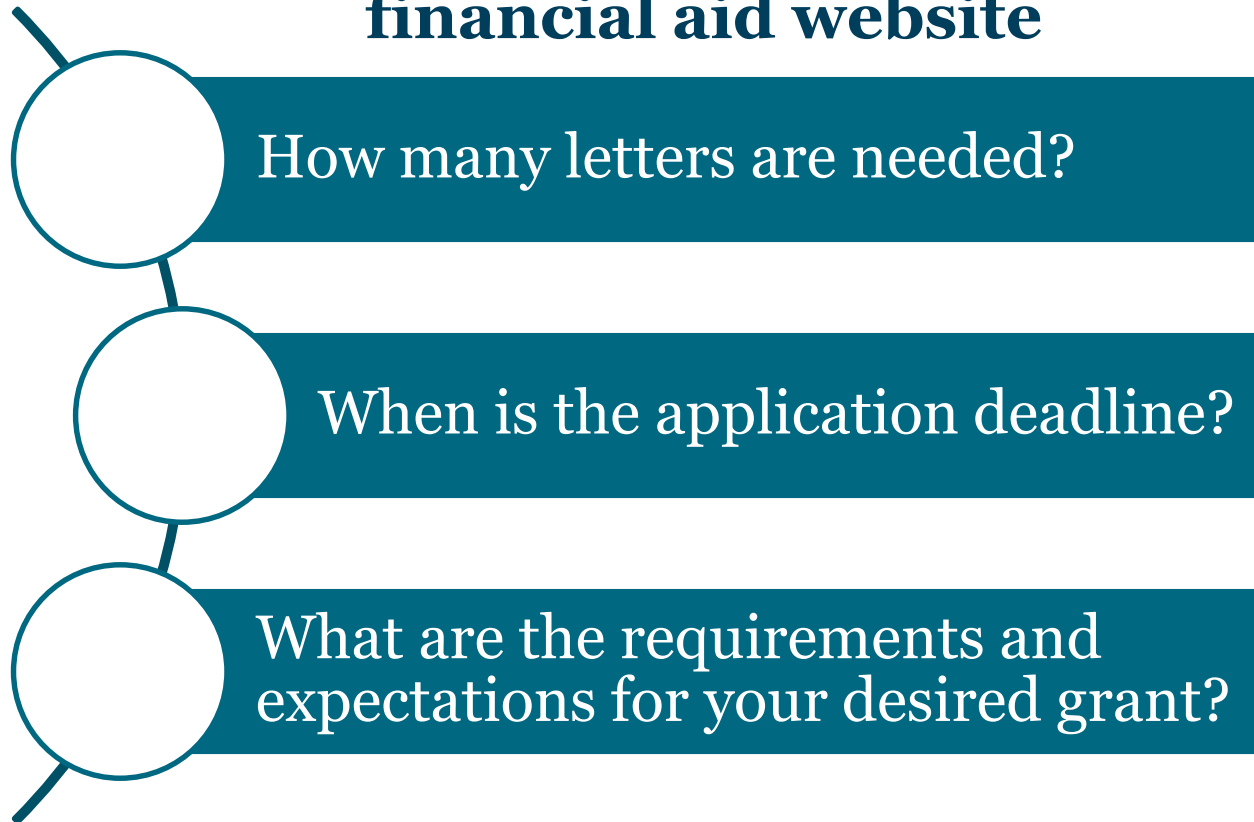 financial aid website
How many letters are needed?
When is the application deadline?
What are the requirements and
expectations for your desired grant?